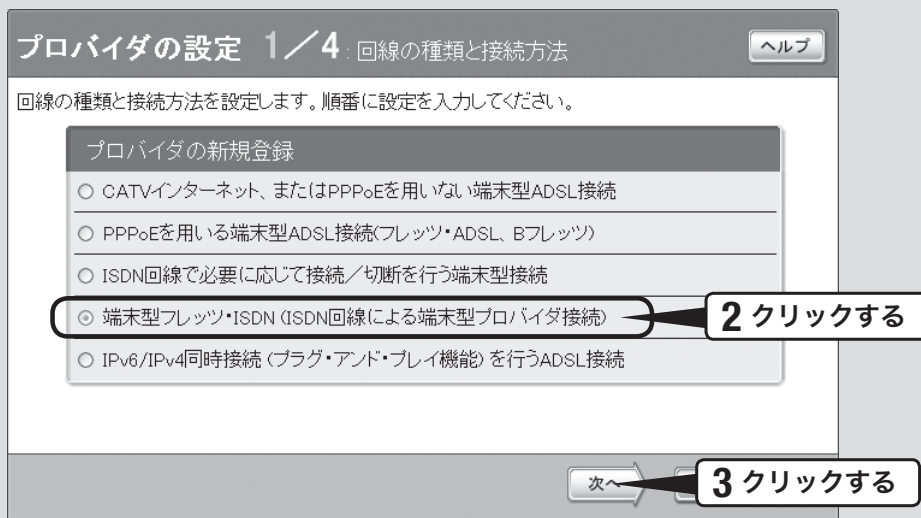 プロバイダの設定 1／4:回線の種類と接続方法
ヘルプ
回線の種類と接続方法を設定します。順番に設定を入力してください。
プロバイダの新規登録
CATVインターネット、またはPPPoEを用いない端末型ADSL接続
PPPoEを用いる端末型ADSL接続(フレッツ・ADSL、Bフレッツ)
ISDN回線で必要に応じて接続／切断を行う端末型接続
端末型フレッツ・ISDN (ISDN回線による端末型プロバイダ接続)
2 クリックする
IPv6/IPv4同時接続 (プラグ・アンド・プレイ機能) を行うADSL接続
次へ
3 クリックする